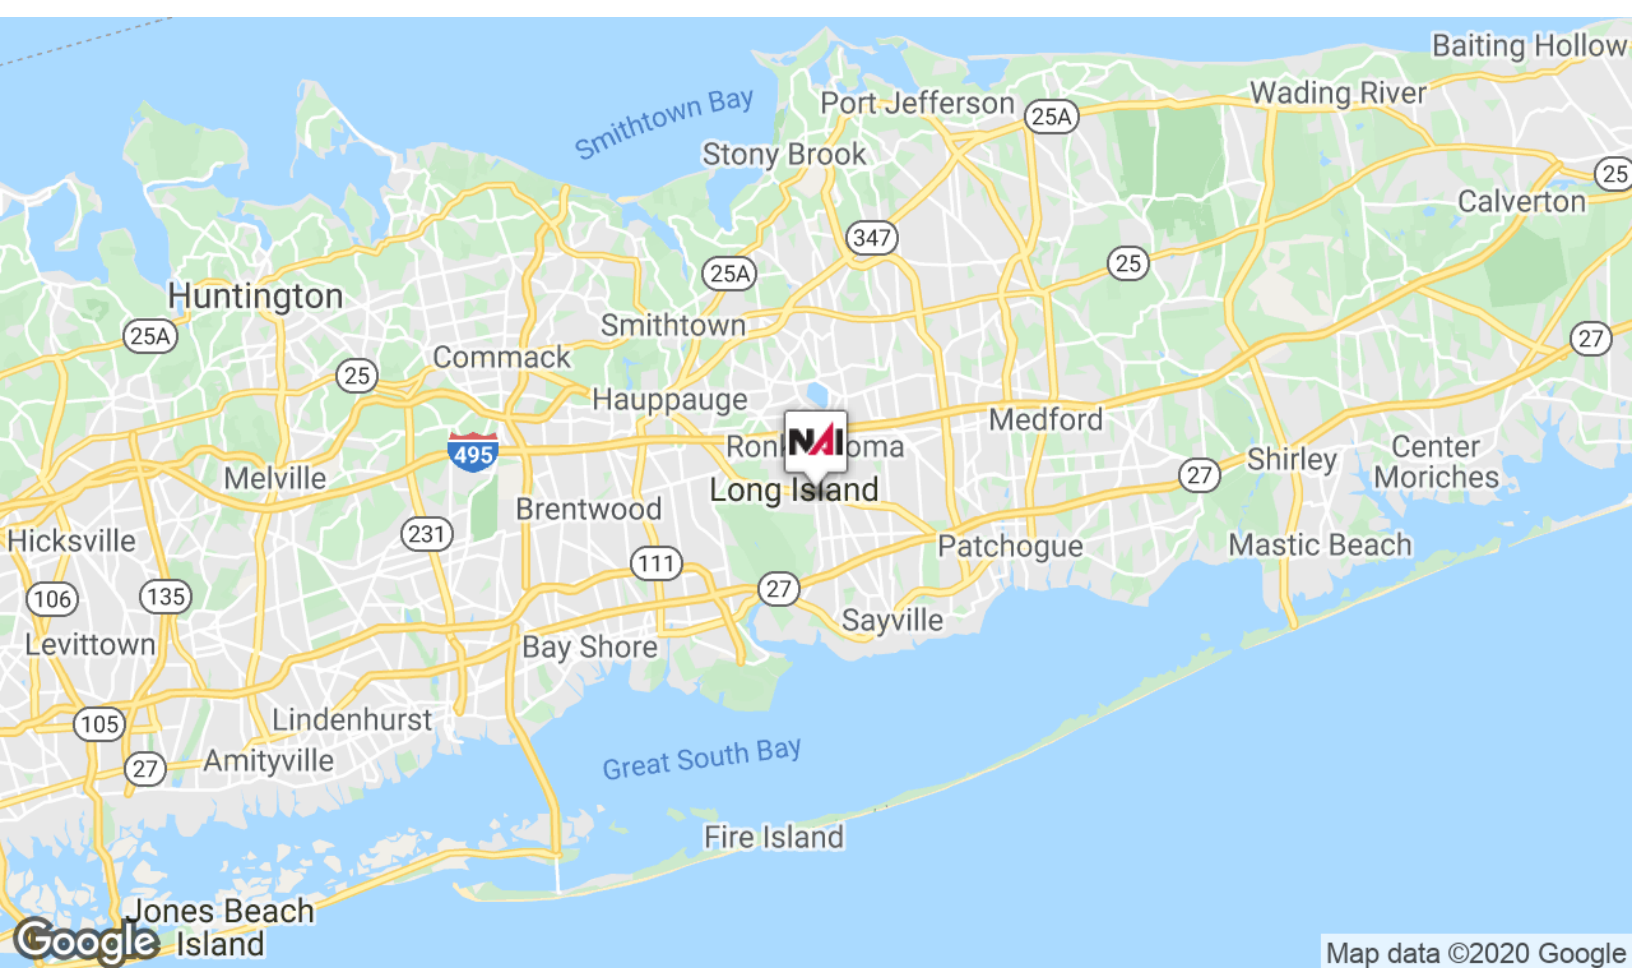 Baiting Hollow
Wading River
Port Jefferson
25A
Smithtown Bay
Stony Brook
25
Calverton
347
25
25A
Huntington
25A
Smithtown
27
Commack
25
Hauppauge
Medford
NAI
Ronkoma
495
Shirley
Center
Moriches
Melville
27
Long Island
Brentwood
231
Hicksville
Patchogue
Mastic Beach
111
27
106
135
Sayville
Levittown
Bay Shore
105
Lindenhurst
Great South Bay
Amityville
27
Fire Island
Jones Beach
Island
Google
Map data ©2020 Google